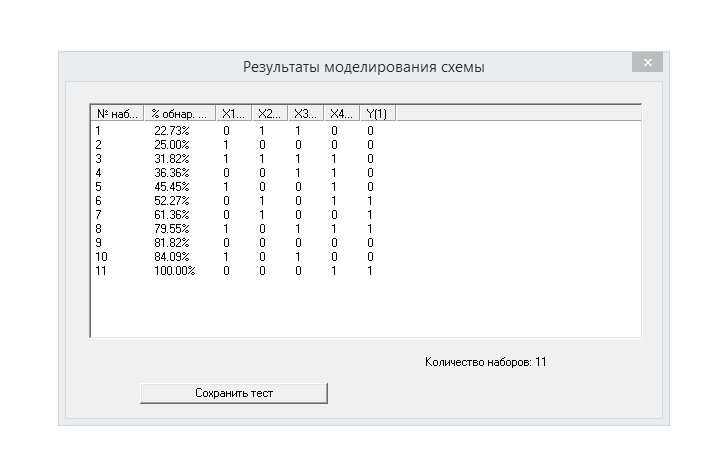 Результаты моделирования схемы
№ наб... % обнар. ... X1... X2... X3... X4... Y(1)
1 22.73% 0 1 1 0 0
2 25.00% 1 0 0 0 0
3 31.82% 1 1 1 1 0
4 36.36% 0 0 1 1 0
5 45.45% 1 0 0 1 0
6 52.27% 0 1 0 1 1
7 61.36% 0 1 0 0 1
8 79.55% 1 0 1 1 1
9 81.82% 0 0 0 0 0
10 84.09% 1 0 1 0 0
11 100.00% 0 0 0 1 1
Количество наборов: 11
Сохранить тест